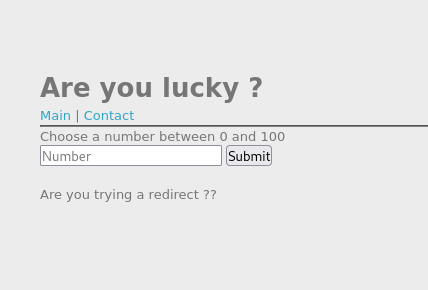 Are you lucky ?
Main | Contact
Choose a number between 0 and 100
Number
Submit
Are you trying a redirect ??